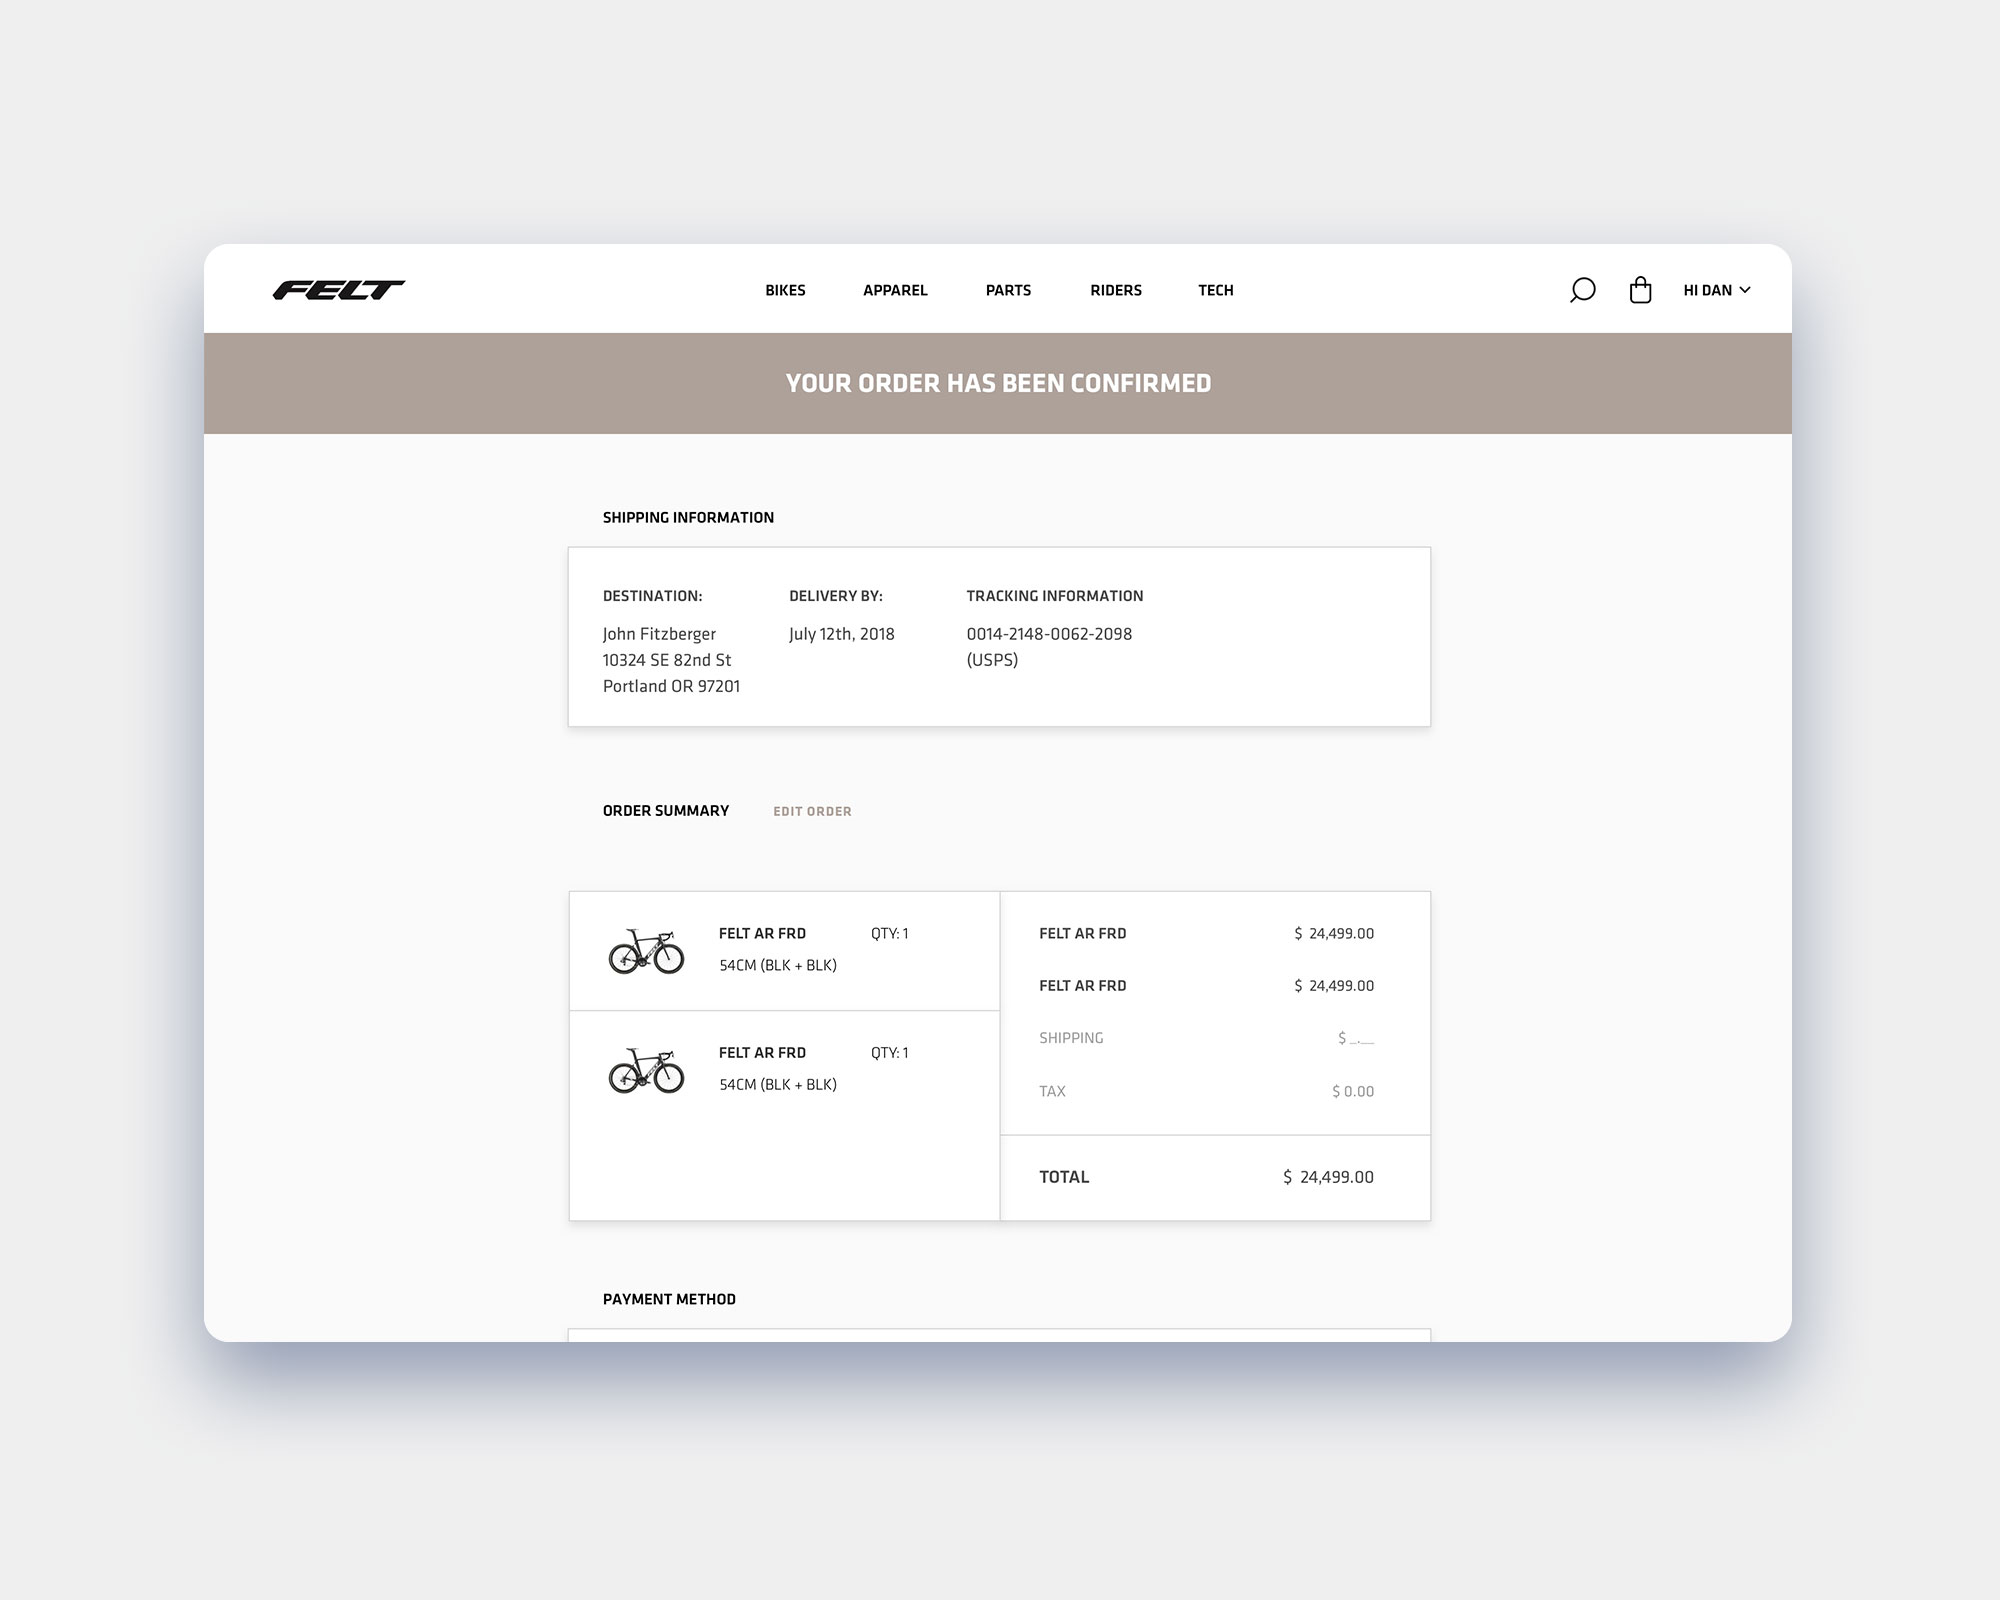 FELT
BIKES APPAREL PARTS RIDERS TECH
HI DAN
YOUR ORDER HAS BEEN CONFIRMED
SHIPPING INFORMATION
DESTINATION:
John Fitzberger
10324 SE 82nd St
Portland OR 97201
DELIVERY BY:
July 12th, 2018
TRACKING INFORMATION
0014-2148-0062-2098
(USPS)
ORDER SUMMARY
EDIT ORDER
FELT AR FRD QTY: 1
54CM (BLK + BLK)
FELT AR FRD QTY: 1
54CM (BLK + BLK)
FELT AR FRD $ 24,499.00
FELT AR FRD $ 24,499.00
SHIPPING $ _.__
TAX $ 0.00
TOTAL $ 24,499.00
PAYMENT METHOD